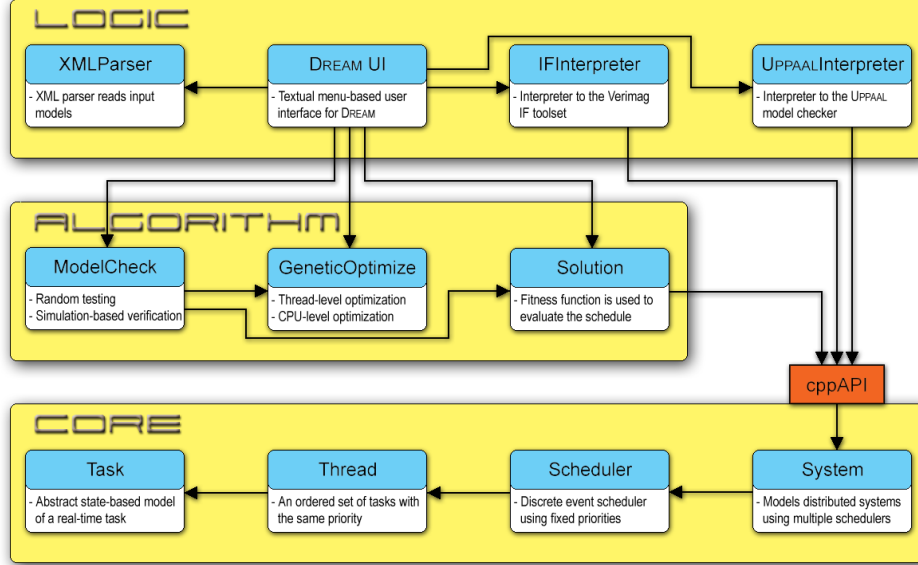 LOGIC
XMLParser
- XML parser reads input
models
DREAM UI
- Textual menu-based user
interface for DREAM
IFInterpreter
- Interpreter to the Verimag
IF toolset
UPPAALInterpreter
- Interpreter to the UPPAAL
model checker
ALGORITHM
ModelCheck
- Random testing
- Simulation-based verification
GeneticOptimize
- Thread-level optimization
- CPU-level optimization
Solution
- Fitness function is used to
evaluate the schedule
cppAPI
CORE
Task
- Abstract state-based model
of a real-time task
Thread
- An ordered set of tasks with
the same priority
Scheduler
- Discrete event scheduler
using fixed priorities
System
- Models distributed systems
using multiple schedulers